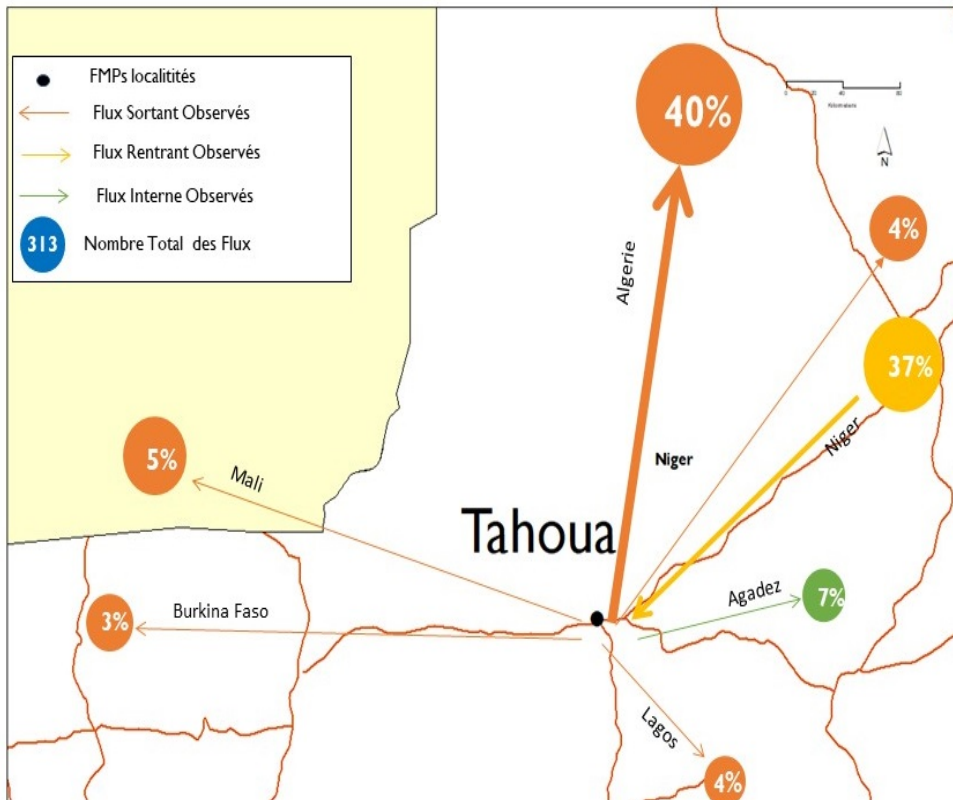 FMPs localitités
Flux Sortant Observés
Flux Rentrant Observés
Flux Interne Observés
313 Nombre Total des Flux
40%
Kilometers
N
4%
Algerie
37%
Niger
Niger
5%
Mali
Tahoua
Agadez
7%
3%
Burkina Faso
Lagos
4%